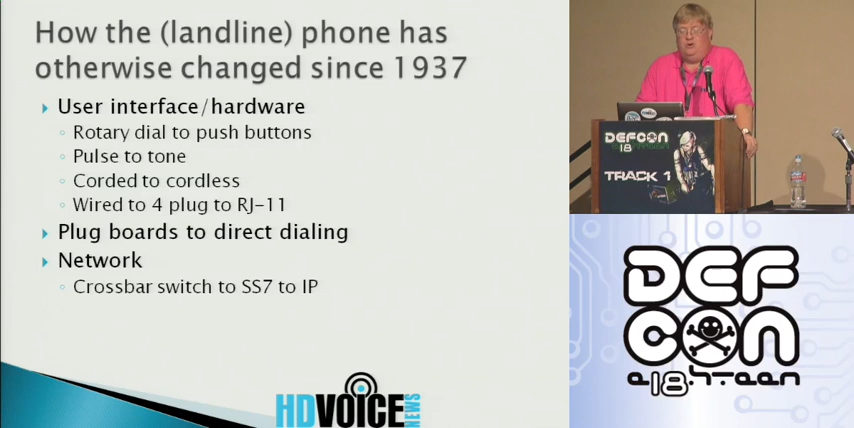 How the (landline) phone has
otherwise changed since 1937
User interface/hardware
Rotary dial to push buttons
Pulse to tone
Corded to cordless
Wired to 4 plug to RJ-11
Plug boards to direct dialing
Network
Crossbar switch to SS7 to IP
HDVOICE
NEWS
DEFCON
18
TRACK 1
DEF
CON
e18hteen